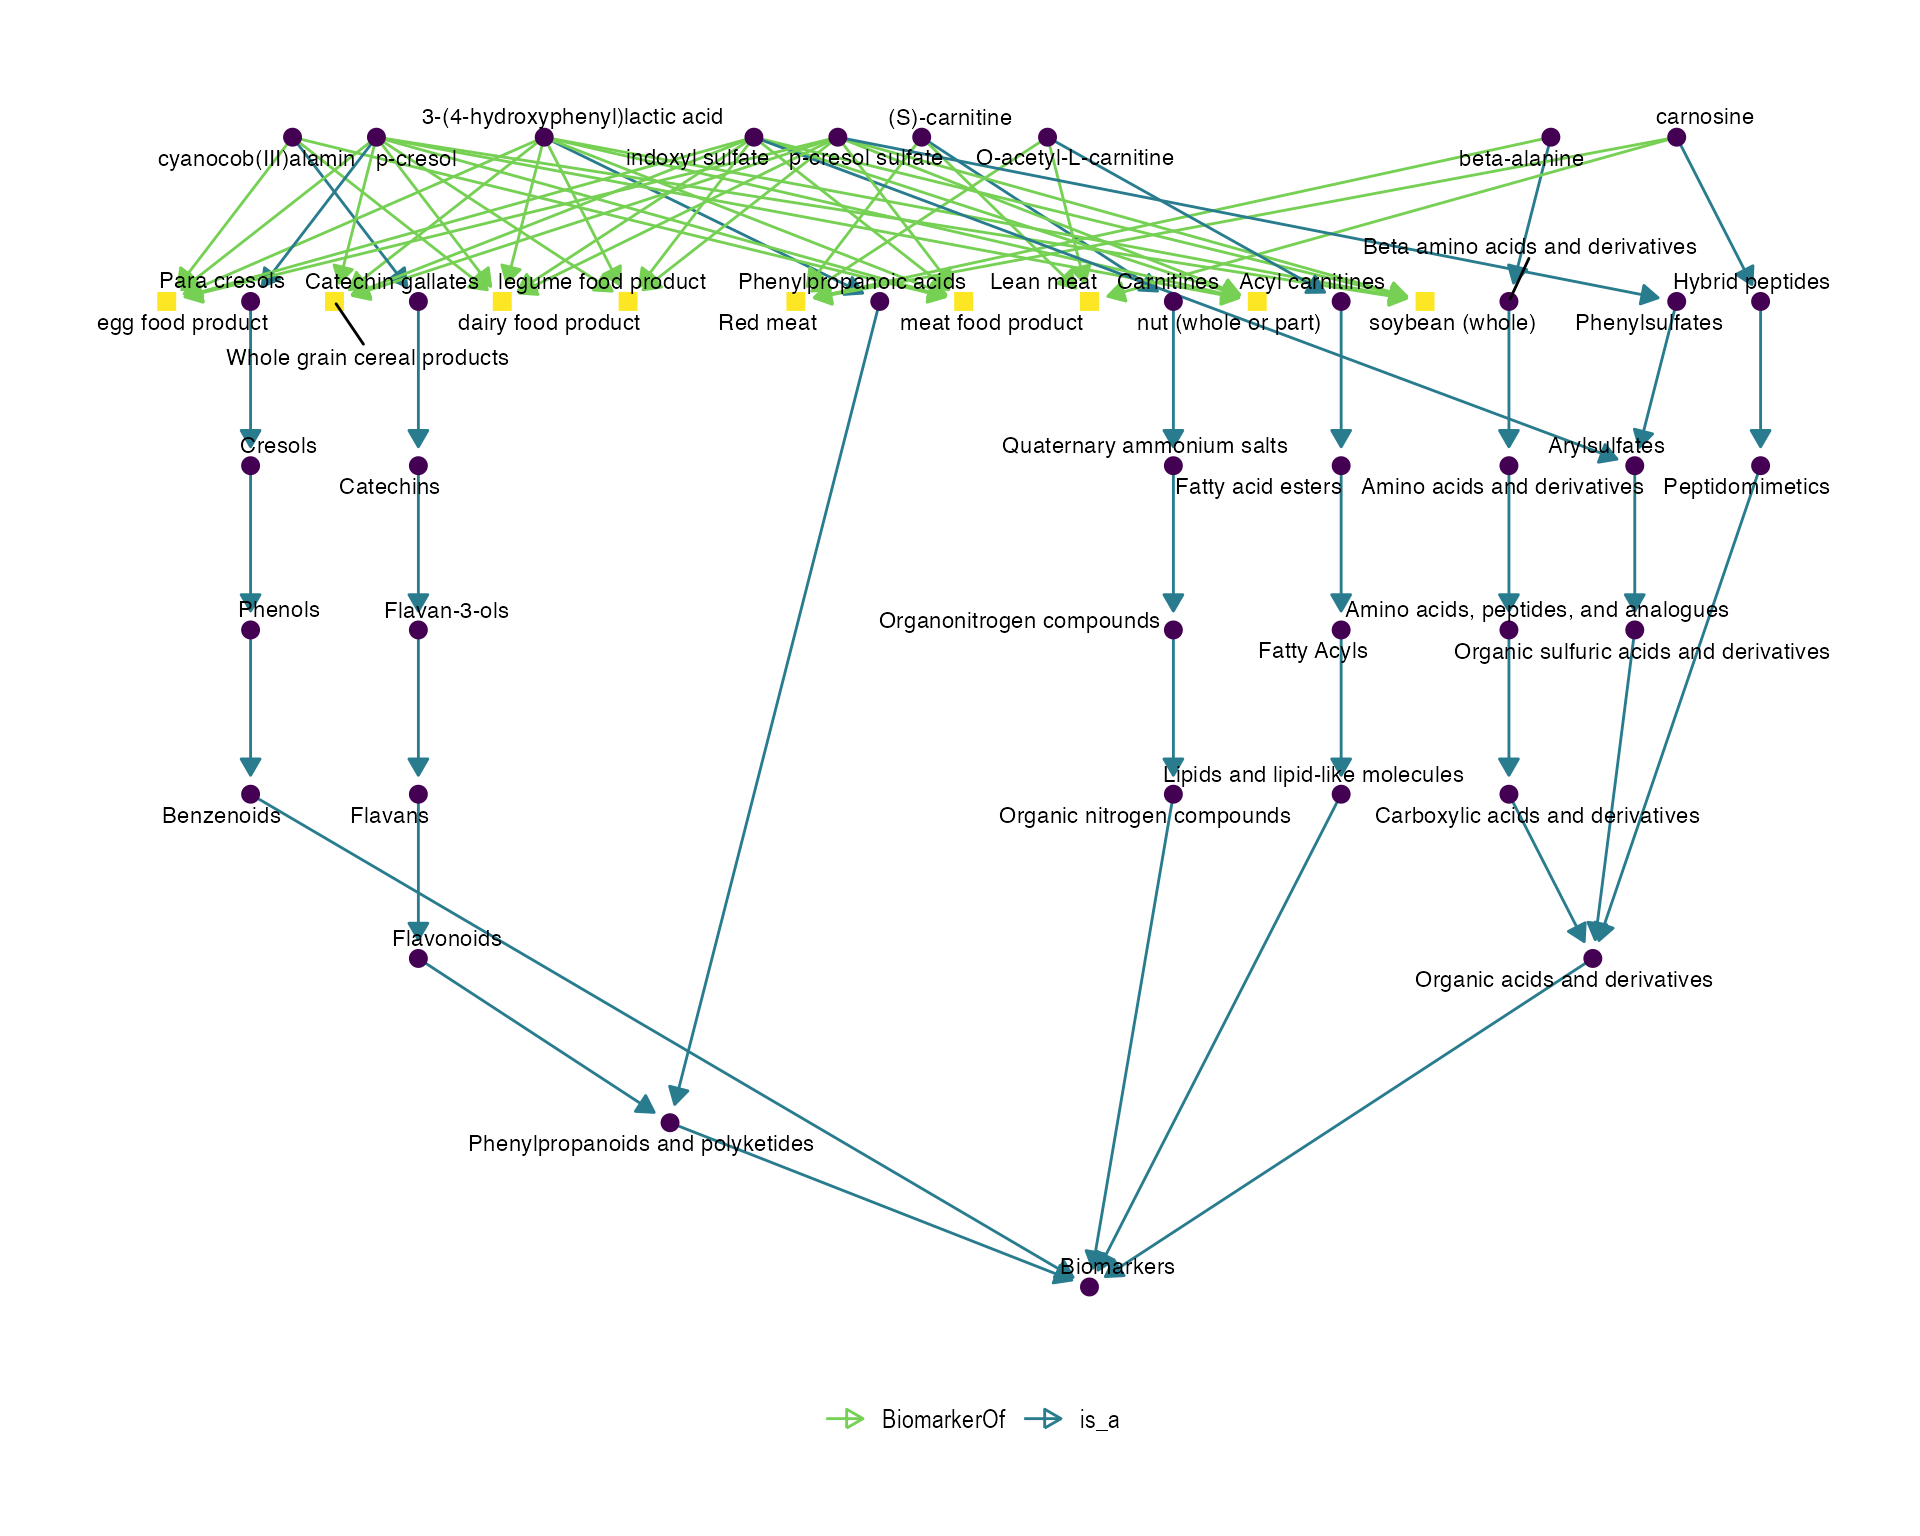 3-(4-hydroxyphenyl)lactic acid
(S)-carnitine
carnosine
cyanocob(III)alamin
p-cresol
indoxyl sulfate
p-cresol sulfate
O-acetyl-L-carnitine
beta-alanine
Beta amino acids and derivatives
Para cresols
Catechin gallates
legume food product
Phenylpropanoic acids
Lean meat
Carnitines
Acyl carnitines
Hybrid peptides
egg food product
dairy food product
Red meat
meat food product
nut (whole or part)
soybean (whole)
Phenylsulfates
Whole grain cereal products
Cresols
Quaternary ammonium salts
Arylsulfates
Catechins
Fatty acid esters
Amino acids and derivatives
Peptidomimetics
Phenols
Flavan-3-ols
Organonitrogen compounds
Amino acids, peptides, and analogues
Fatty Acyls
Organic sulfuric acids and derivatives
Lipids and lipid-like molecules
Benzenoids
Flavans
Organic nitrogen compounds
Carboxylic acids and derivatives
Flavonoids
Organic acids and derivatives
Phenylpropanoids and polyketides
Biomarkers
BiomarkerOf
is_a